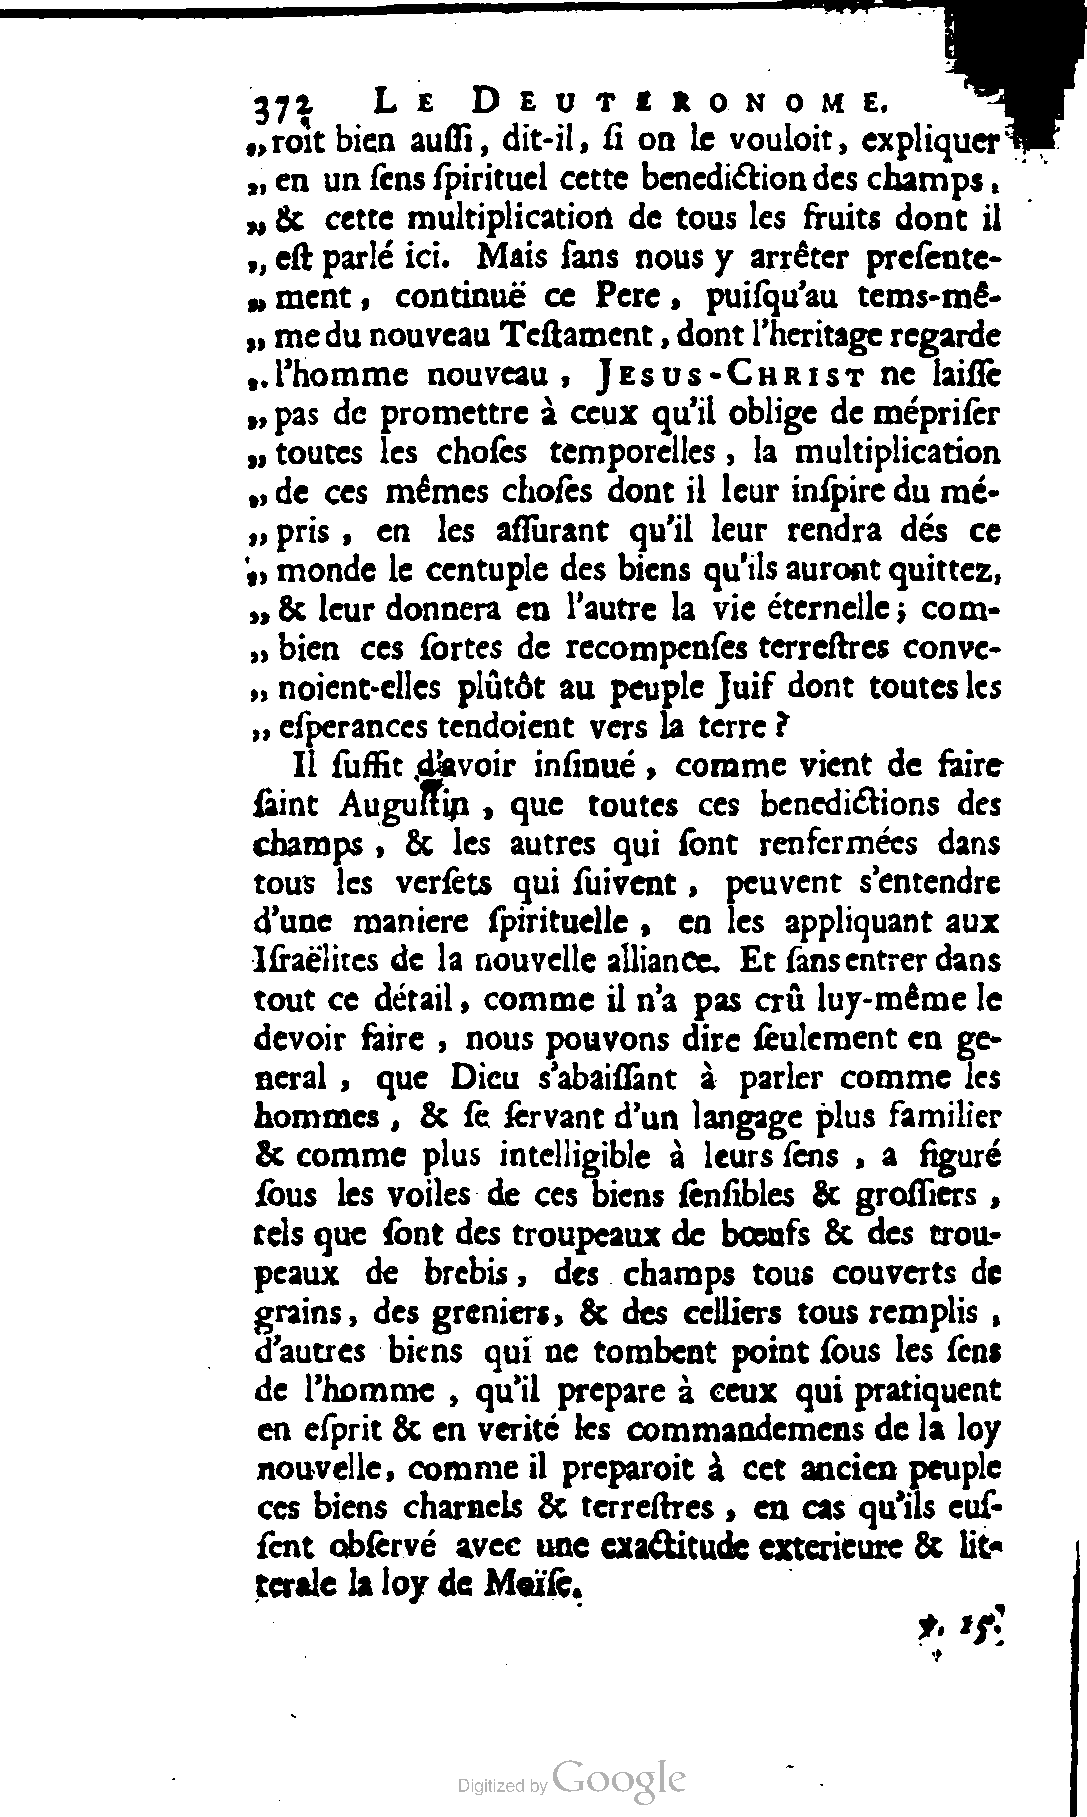 372 LE DEUTERONOME.
„roit bien auſſi, dit-il, ſi on le vouloit, expliquer
„en un ſens ſpirituel cette benediction des champs,
„& cette multiplication de tous les fruits dont il
„eſt parlé ici. Mais ſans nous y arrêter preſente-
„ment, continuë ce Pere, puiſqu'au tems-mê-
„me du nouveau Teſtament, dont l'heritage regarde
„l'homme nouveau, JESUS-CHRIST ne laiſſe
„pas de promettre à ceux qu'il oblige de mépriſer
„toutes les choſes temporelles, la multiplication
„de ces mêmes choſes dont il leur inſpire du mé-
„pris, en les aſſurant qu'il leur rendra dés ce
„monde le centuple des biens qu'ils auront quittez,
„& leur donnera en l'autre la vie éternelle; com-
„bien ces ſortes de recompenſes terreſtres conve-
„noient-elles plûtôt au peuple Juif dont toutes les
„eſperances tendoient vers la terre?
Il ſuffit d'avoir inſinué, comme vient de faire
ſaint Auguſtin, que toutes ces benedictions des
champs, & les autres qui ſont renfermées dans
tous les verſets qui ſuivent, peuvent s'entendre
d'une maniere ſpirituelle, en les appliquant aux
Iſraëlites de la nouvelle alliance. Et ſans entrer dans
tout ce détail, comme il n'a pas crû luy-même le
devoir faire, nous pouvons dire ſeulement en ge-
neral, que Dieu s'abaiſſant à parler comme les
hommes, & ſe ſervant d'un langage plus familier
& comme plus intelligible à leurs ſens, a figuré
ſous les voiles de ces biens ſenſibles & groſſiers,
tels que ſont des troupeaux de bœufs & des trou-
peaux de brebis, des champs tous couverts de
grains, des greniers, & des celliers tous remplis,
d'autres biens qui ne tombent point ſous les ſens
de l'homme, qu'il prepare à ceux qui pratiquent
en eſprit & en verité les commandemens de la loy
nouvelle, comme il preparoit à cet ancien peuple
ces biens charnels & terreſtres, en cas qu'ils euſ-
ſent obſervé avec une exactitude exterieure & lit-
terale la loy de Moïſe.
℣. 15.
Digitized by Google